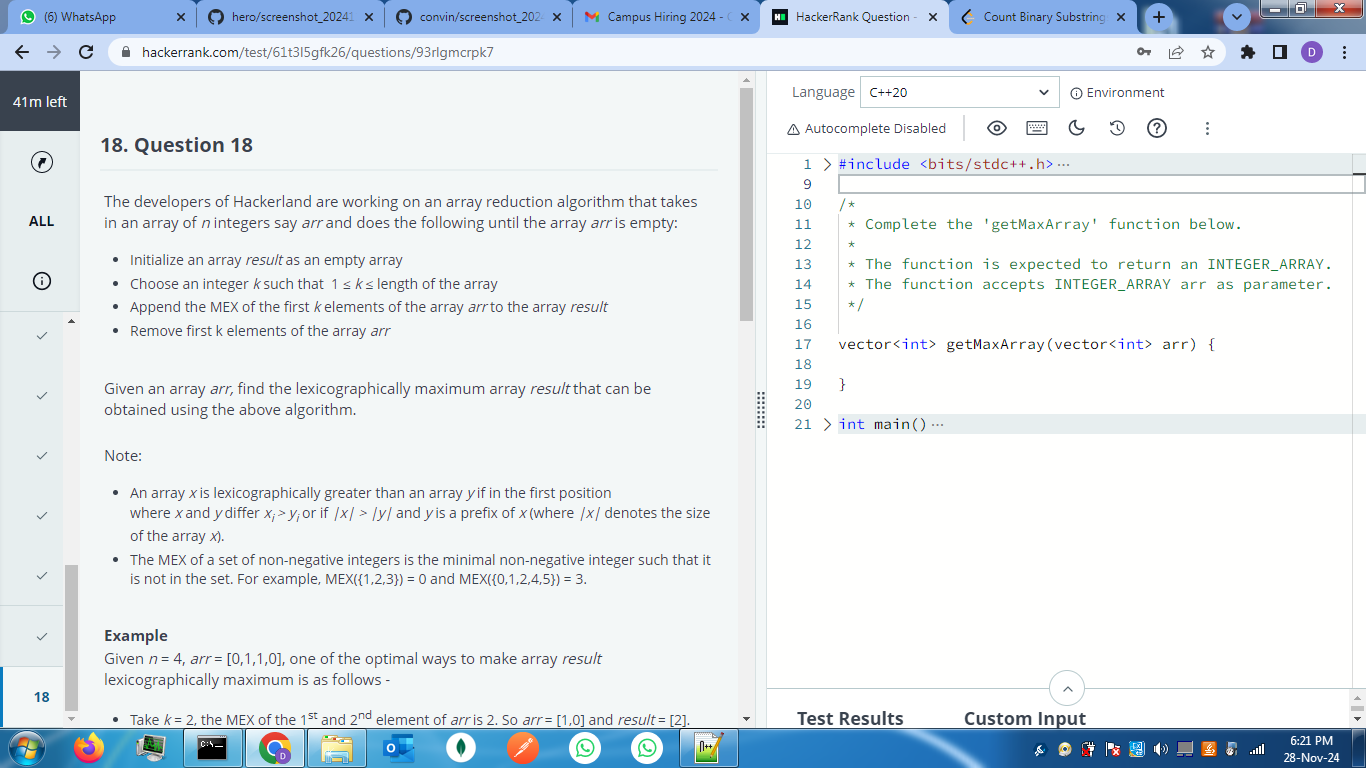 (6) WhatsApp
hero/screenshot_20241
convin/screenshot_202
Campus Hiring 2024 -
HackerRank Question -
Count Binary Substring
hackerrank.com/test/61t3l5gfk26/questions/93rlgmcrpk7
D
41m left
ALL
18
18. Question 18
The developers of Hackerland are working on an array reduction algorithm that takes
in an array of n integers say arr and does the following until the array arr is empty:
• Initialize an array result as an empty array
• Choose an integer k such that 1 ≤ k ≤ length of the array
• Append the MEX of the first k elements of the array arr to the array result
• Remove first k elements of the array arr
Given an array arr, find the lexicographically maximum array result that can be
obtained using the above algorithm.
Note:
• An array x is lexicographically greater than an array y if in the first position
where x and y differ xi > yi or if |x| > |y| and y is a prefix of x (where |x| denotes the size
of the array x).
• The MEX of a set of non-negative integers is the minimal non-negative integer such that it
is not in the set. For example, MEX({1,2,3}) = 0 and MEX({0,1,2,4,5}) = 3.
Example
Given n = 4, arr = [0,1,1,0], one of the optimal ways to make array result
lexicographically maximum is as follows -
• Take k = 2, the MEX of the 1st and 2nd element of arr is 2. So arr = [1,0] and result = [2].
Language C++20 Environment
Autocomplete Disabled
1 #include <bits/stdc++.h> ···
9
10 /*
11 * Complete the 'getMaxArray' function below.
12 *
13 * The function is expected to return an INTEGER_ARRAY.
14 * The function accepts INTEGER_ARRAY arr as parameter.
15 */
16
17 vector<int> getMaxArray(vector<int> arr) {
18
19 }
20
21 int main() ···
Test Results Custom Input
6:21 PM
28-Nov-24